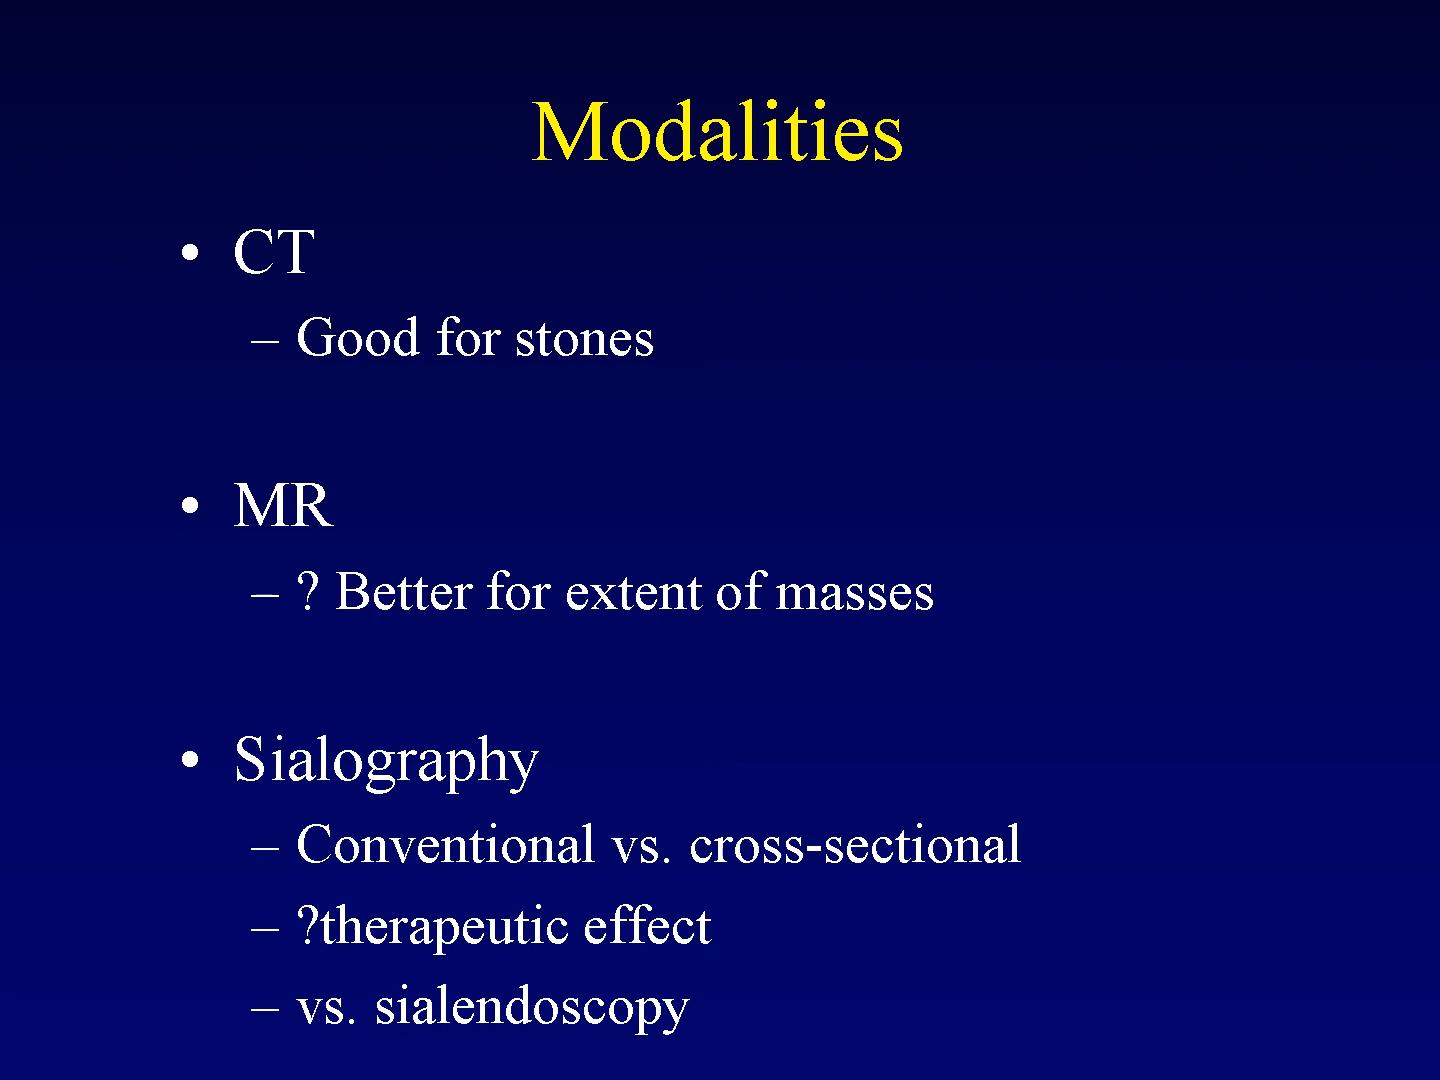 Modalities
• CT
– Good for stones
• MR
– ? Better for extent of masses
• Sialography
– Conventional vs. cross-sectional
– ?therapeutic effect
– vs. sialendoscopy